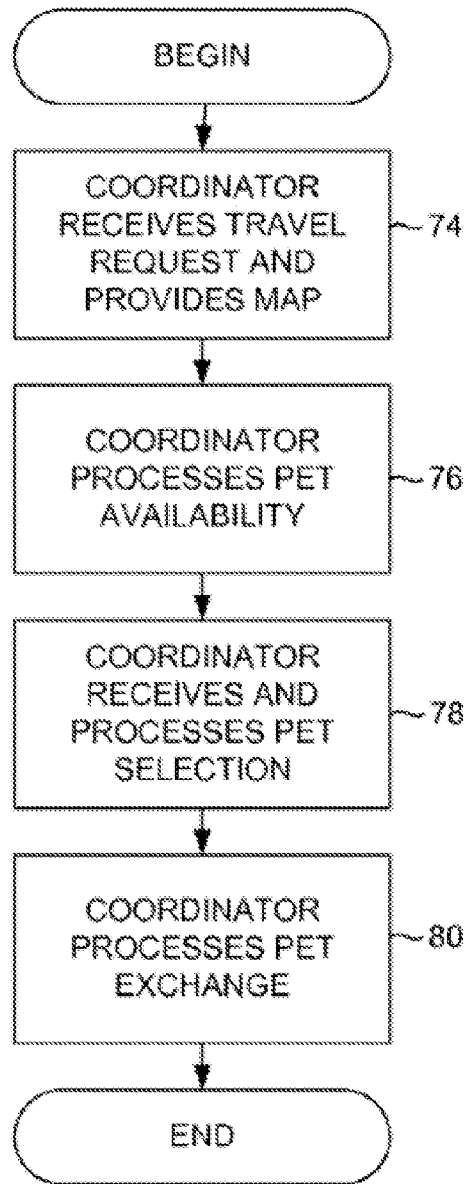 BEGIN
COORDINATOR
RECEIVES TRAVEL
REQUEST AND
PROVIDES MAP
74
COORDINATOR
PROCESSES PET
AVAILABILITY
76
COORDINATOR
RECEIVES AND
PROCESSES PET
SELECTION
78
COORDINATOR
PROCESSES PET
EXCHANGE
80
END